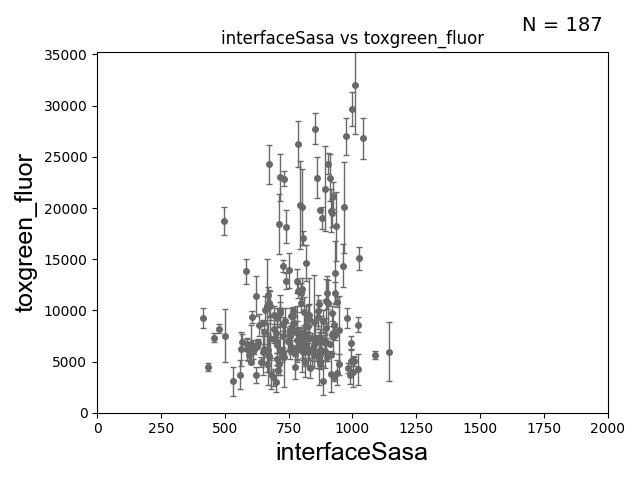 N = 187
interfaceSasa vs toxgreen_fluor
35000
30000
25000
20000
15000
10000
5000
0
toxgreen_fluor
0 250 500 750 1000 1250 1500 1750 2000
interfaceSasa